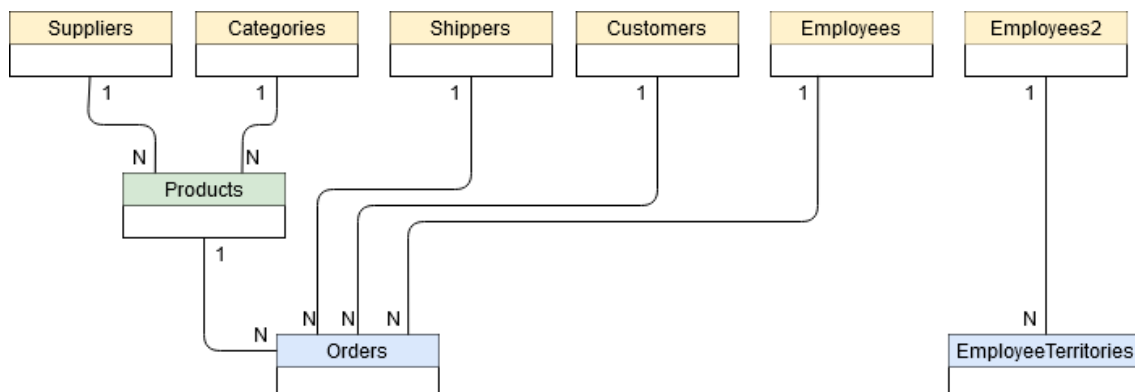 Suppliers
Categories
Shippers
Customers
Employees
Employees2
1
1
1
1
1
1
N
N
Products
1
N
N
N
N
N
Orders
EmployeeTerritories